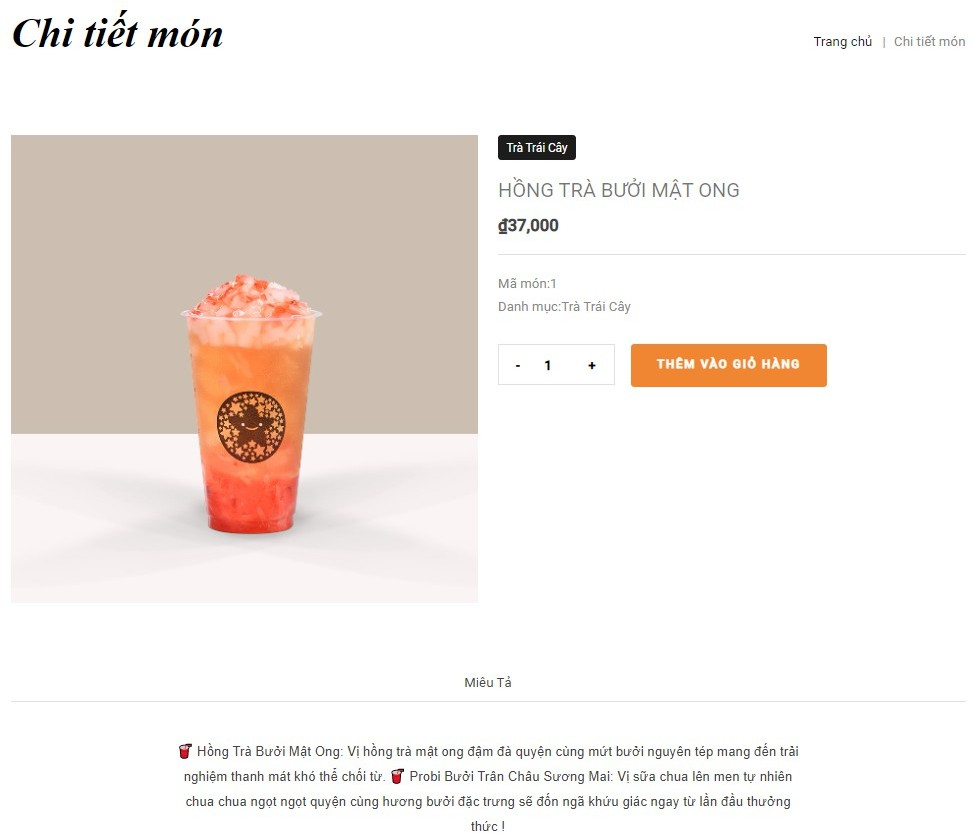 Chi tiết món
Trang chủ | Chi tiết món
Trà Trái Cây
HỒNG TRÀ BƯỞI MẬT ONG
₫37,000
Mã món:1
Danh mục:Trà Trái Cây
- 1 +
THÊM VÀO GIỎ HÀNG
Miêu Tả
🥤 Hồng Trà Bưởi Mật Ong: Vị hồng trà mật ong đậm đà quyện cùng mứt bưởi nguyên tép mang đến trải
nghiệm thanh mát khó thể chối từ. 🥤 Probi Bưởi Trân Châu Sương Mai: Vị sữa chua lên men tự nhiên
chua chua ngọt ngọt quyện cùng hương bưởi đặc trưng sẽ đốn ngã khứu giác ngay từ lần đầu thưởng
thức !